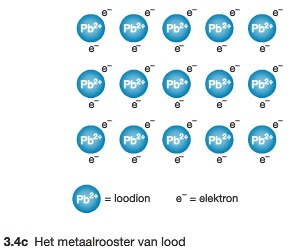 e⁻ e⁻ e⁻ e⁻ e⁻
Pb²⁺ Pb²⁺ Pb²⁺ Pb²⁺ Pb²⁺
e⁻ e⁻ e⁻ e⁻ e⁻
e⁻ e⁻ e⁻ e⁻ e⁻
Pb²⁺ Pb²⁺ Pb²⁺ Pb²⁺ Pb²⁺
e⁻ e⁻ e⁻ e⁻ e⁻
e⁻ e⁻ e⁻ e⁻ e⁻
Pb²⁺ Pb²⁺ Pb²⁺ Pb²⁺ Pb²⁺
e⁻ e⁻ e⁻ e⁻ e⁻
Pb²⁺ = loodion e⁻ = elektron
3.4c Het metaalrooster van lood